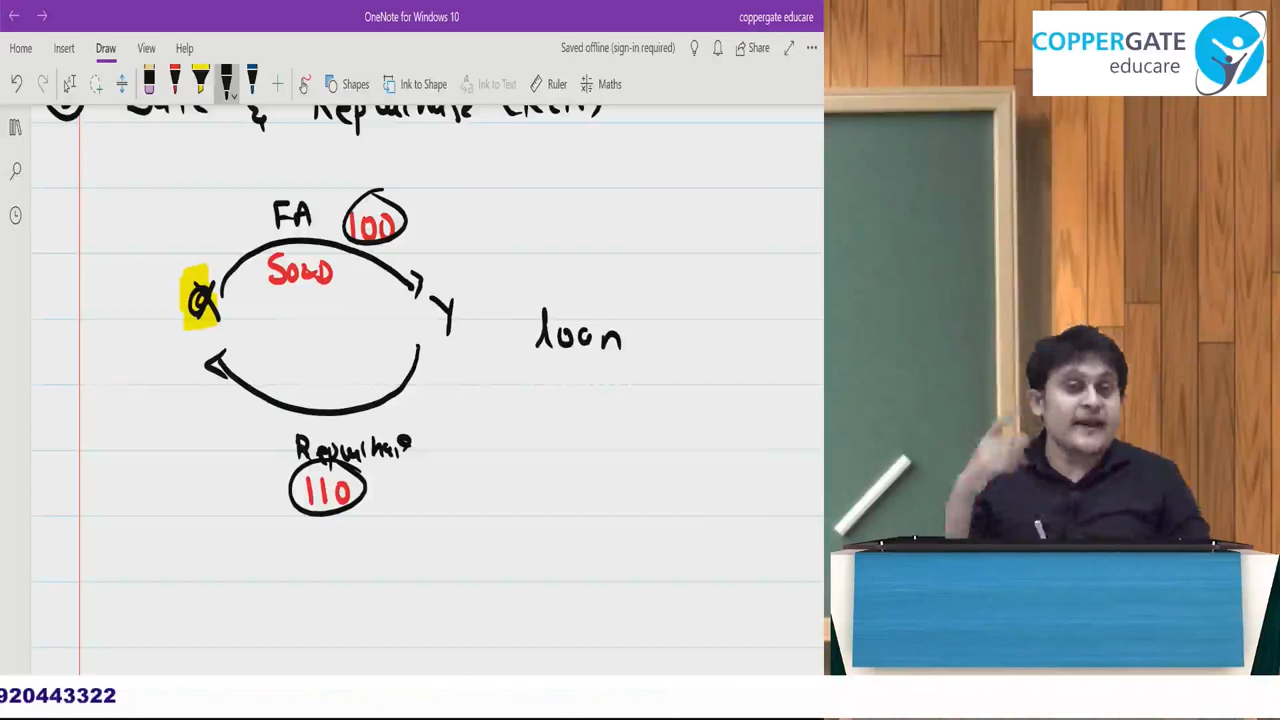 OneNote for Windows 10
coppergate educare
COPPERGATE
educare
Home Insert Draw View Help
Saved offline (sign-in required)
Share
Shapes
Ink to Shape
Ink to Text
Ruler
Maths
FA 100
Sold
X
Y
loan
110
920443322